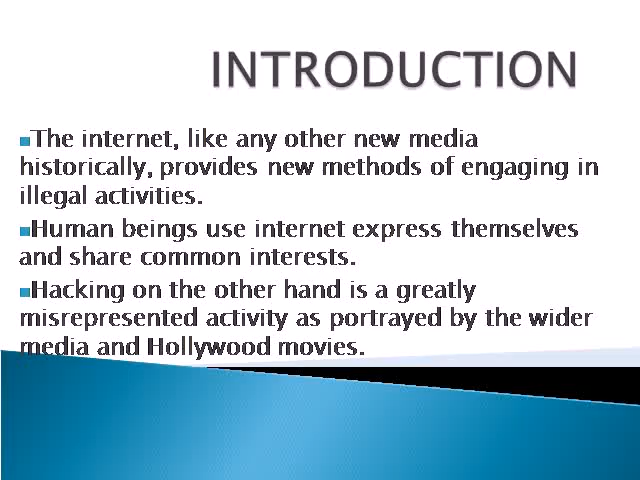 INTRODUCTION
The internet, like any other new media
historically, provides new methods of engaging in
illegal activities.
Human beings use internet express themselves
and share common interests.
Hacking on the other hand is a greatly
misrepresented activity as portrayed by the wider
media and Hollywood movies.